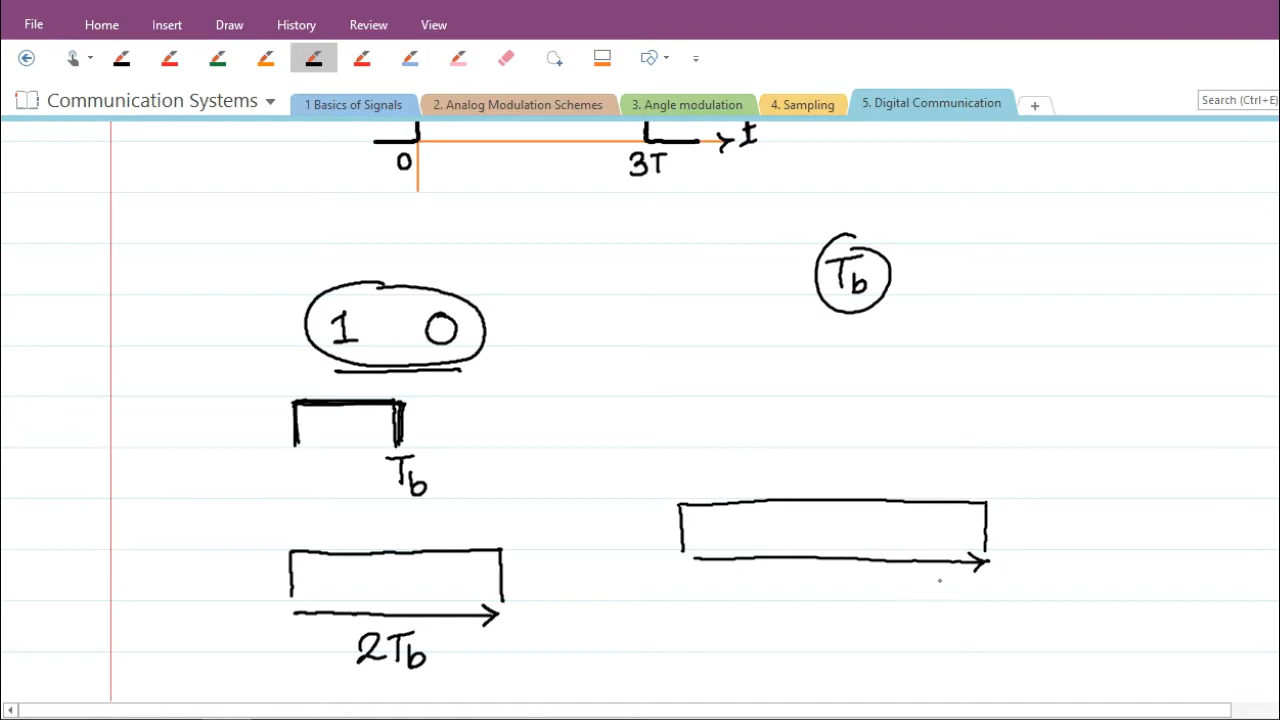 File Home Insert Draw History Review View
Communication Systems 1 Basics of Signals 2. Analog Modulation Schemes 3. Angle modulation 4. Sampling 5. Digital Communication + Search (Ctrl+E)
t
0 3T
Tb
1 0
Tb
2Tb